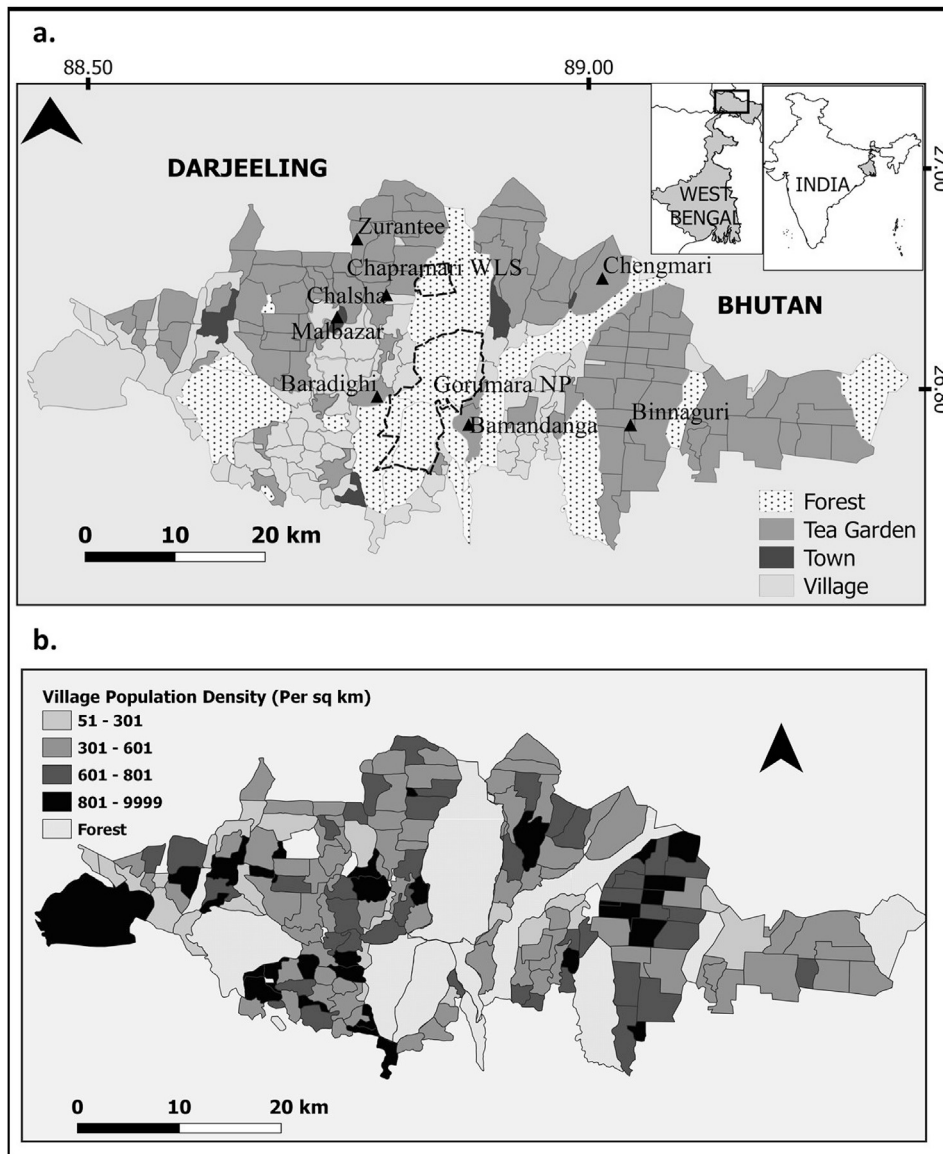 a.
88.50
89.00
27.00
26.80
DARJEELING
WEST
BENGAL
INDIA
Zurantee
Chapramari WLS
Chengmari
Chalsha
BHUTAN
Malbazar
Baradighi
Gorumara NP
Bamandanga
Binnaguri
0 10 20 km
Forest
Tea Garden
Town
Village
b.
Village Population Density (Per sq km)
51 - 301
301 - 601
601 - 801
801 - 9999
Forest
0 10 20 km